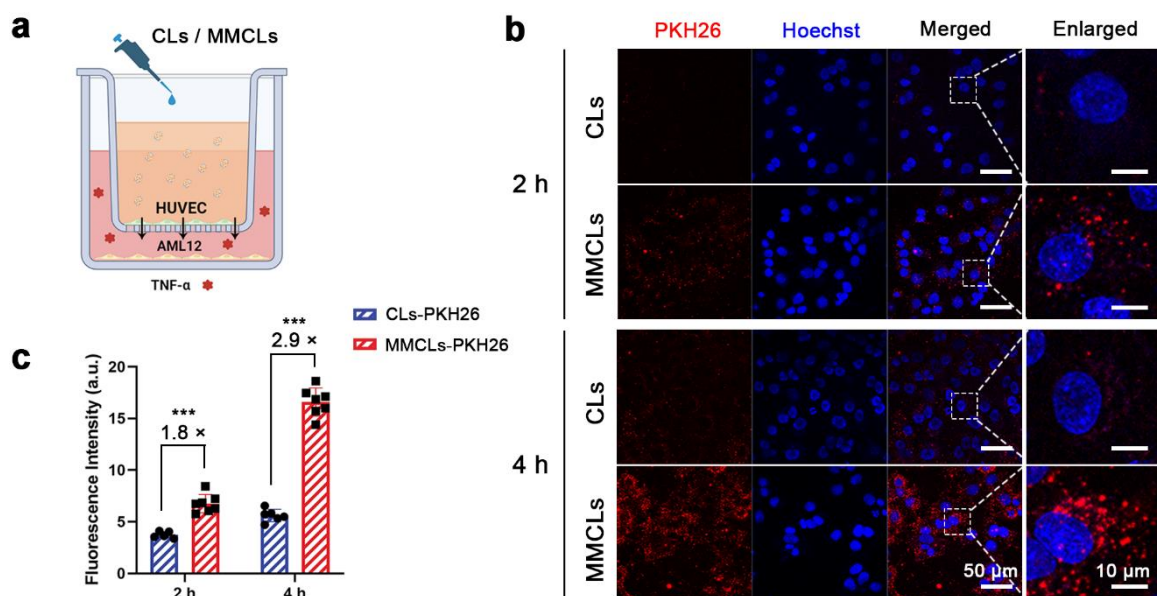 a
CLs / MMCLs
HUVEC
AML12
TNF-α
b
PKH26 Hoechst Merged Enlarged
2 h
CLs
MMCLs
4 h
CLs
MMCLs
50 μm
10 μm
c
CLs-PKH26
MMCLs-PKH26
Fluorescence Intensity (a.u.)
20
15
10
5
0
***
1.8 ×
***
2.9 ×
2 h
4 h